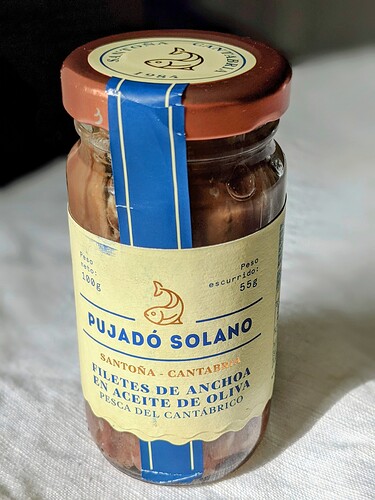 SANTOÑA CANTABRIA
1984
Peso
neto:
100g
Peso
escurrido:
55g
PUJADÓ SOLANO
SANTOÑA - CANTABRIA
FILETES DE ANCHOA
EN ACEITE DE OLIVA
PESCA DEL CANTÁBRICO